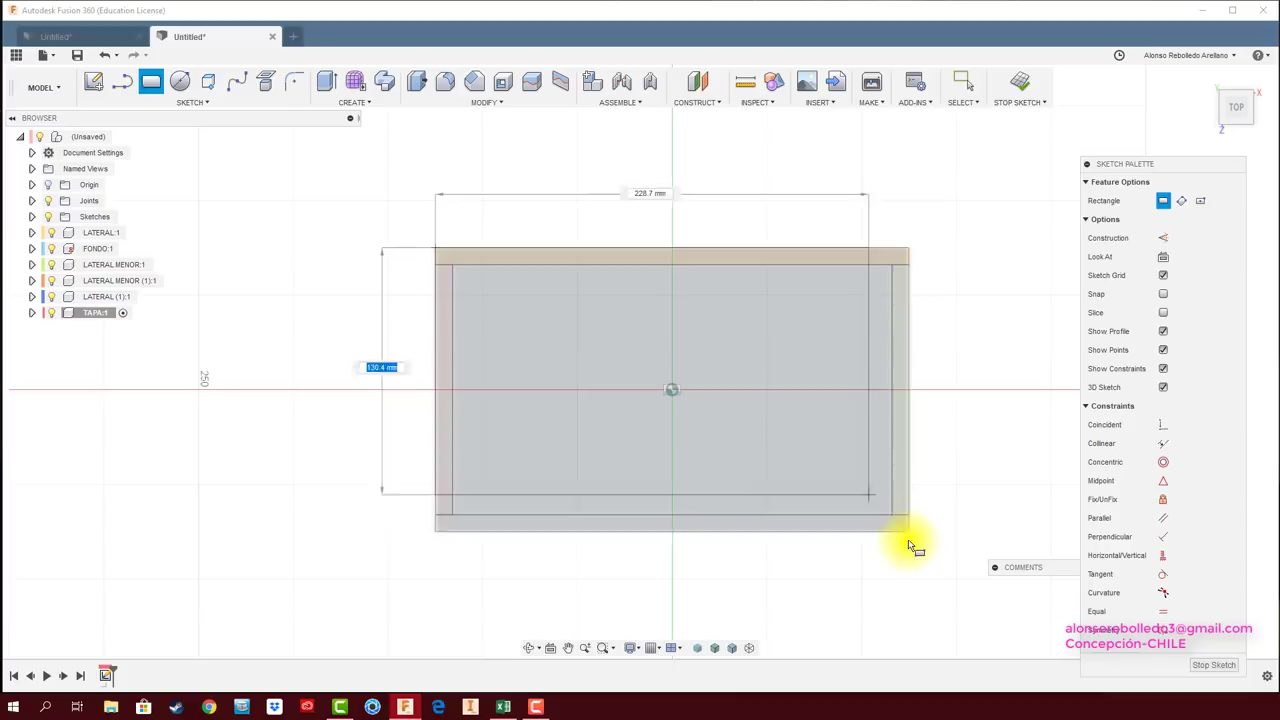 Autodesk Fusion 360 (Education License)
Untitled*
Untitled*
Alonso Rebolledo Arellano
MODEL
SKETCH
CREATE
MODIFY
ASSEMBLE
CONSTRUCT
INSPECT
INSERT
MAKE
ADD-INS
SELECT
STOP SKETCH
BROWSER
(Unsaved)
Document Settings
Named Views
Origin
Joints
Sketches
LATERAL:1
FONDO:1
LATERAL MENOR:1
LATERAL MENOR (1):1
LATERAL (1):1
TAPA:1
250
228.7 mm
130.4 mm
TOP
X
Y
Z
SKETCH PALETTE
Feature Options
Rectangle
Options
Construction
Look At
Sketch Grid
Snap
Slice
Show Profile
Show Points
Show Constraints
3D Sketch
Constraints
Coincident
Collinear
Concentric
Midpoint
Fix/UnFix
Parallel
Perpendicular
Horizontal/Vertical
Tangent
Curvature
Equal
COMMENTS
alonsorebolledo3@gmail.com
Concepción-CHILE
Stop Sketch